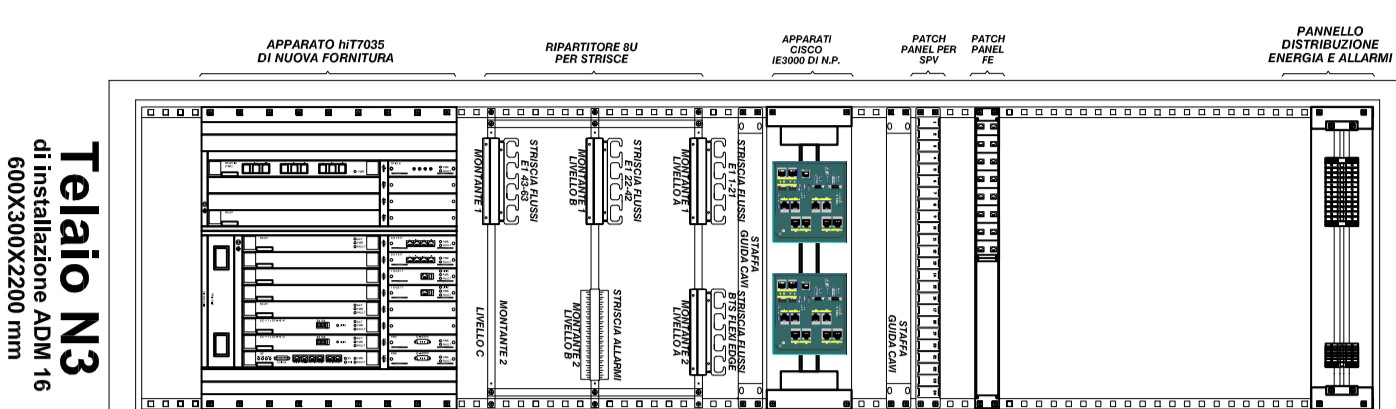 APPARATO hiT7035
DI NUOVA FORNITURA
RIPARTITORE 8U
PER STRISCE
APPARATI
CISCO
IE3000 DI N.P.
PATCH
PANEL PER
SPV
PATCH
PANEL
FE
PANNELLO
DISTRIBUZIONE
ENERGIA E ALLARMI
Telaio N3
di installazione ADM 16
600X300X2200 mm
STRISCIA FLUSSI
E1 43-63
MONTANTE 1
STRISCIA FLUSSI
E1 22-42
MONTANTE 1
LIVELLO B
STRISCIA FLUSSI
E1 1-21
MONTANTE 1
LIVELLO A
MONTANTE 2
LIVELLO C
STRISCIA ALLARMI
MONTANTE 2
LIVELLO B
STRISCIA FLUSSI
BTS FLEXI EDGE
MONTANTE 2
LIVELLO A
STAFFA
GUIDA CAVI
STAFFA
GUIDA CAVI